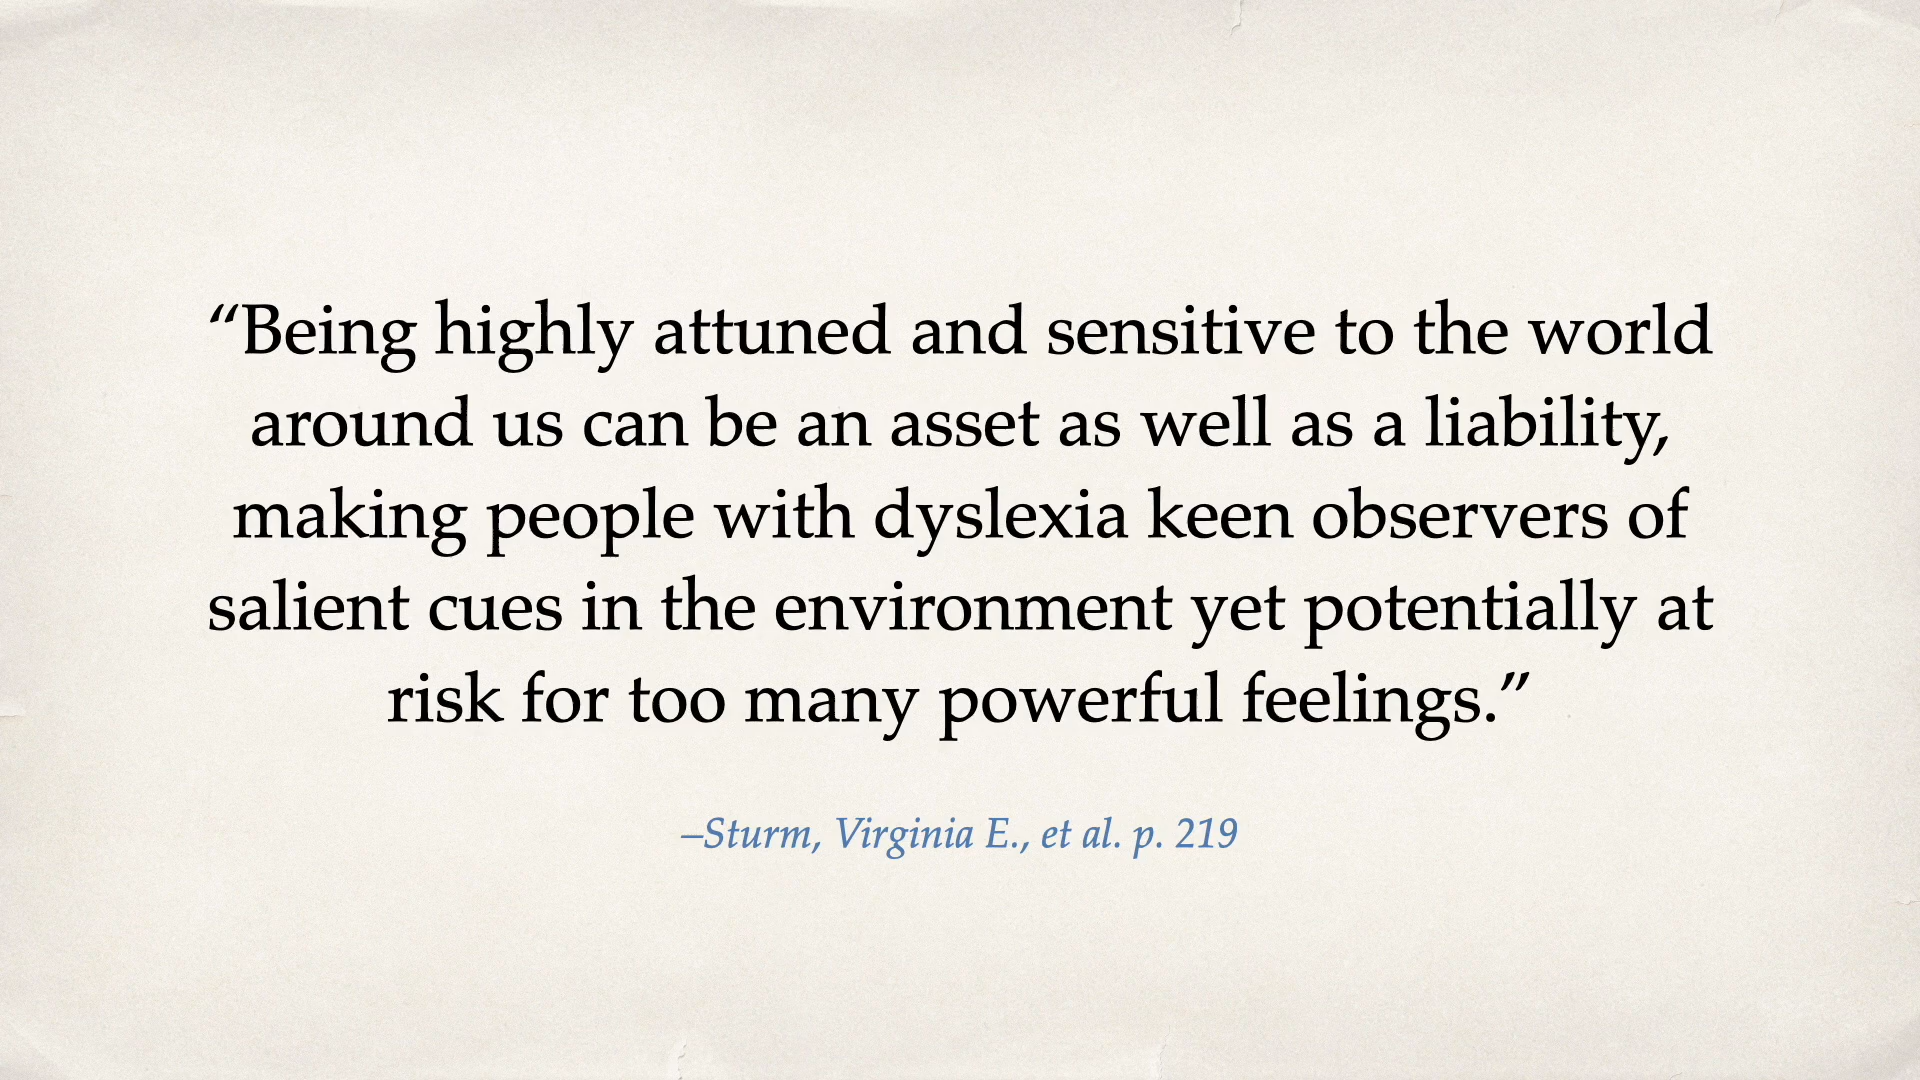 “Being highly attuned and sensitive to the world
around us can be an asset as well as a liability,
making people with dyslexia keen observers of
salient cues in the environment yet potentially at
risk for too many powerful feelings.”
–Sturm, Virginia E., et al. p. 219